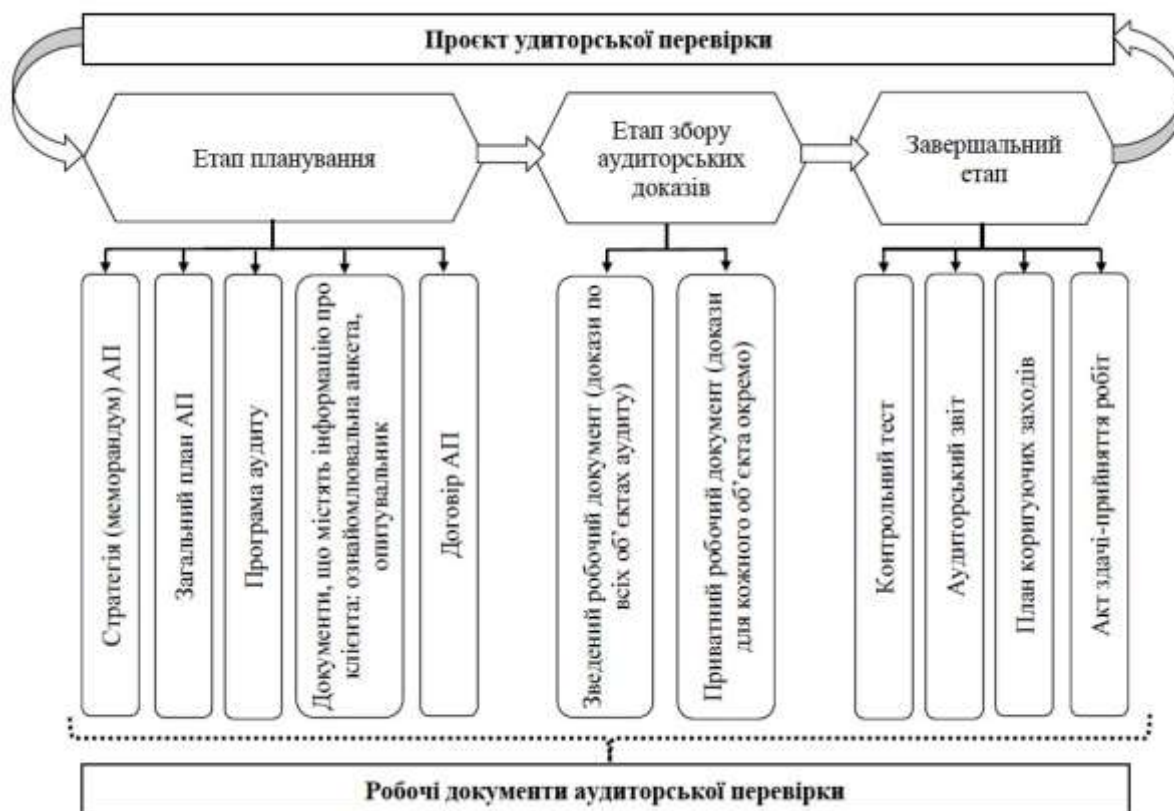 Проєкт удиторської перевірки
Етап планування
Етап збору
аудиторських
доказів
Завершальний
етап
Стратегія (меморандум) АП
Загальний план АП
Програма аудиту
Документи, що містять інформацію про
клієнта: ознайомлювальна анкета,
опитувальник
Договір АП
Зведений робочий документ (докази по
всіх об’єктах аудиту)
Приватний робочий документ (докази
для кожного об’єкта окремо)
Контрольний тест
Аудиторський звіт
План коригуючих заходів
Акт здачі-прийняття робіт
Робочі документи аудиторської перевірки